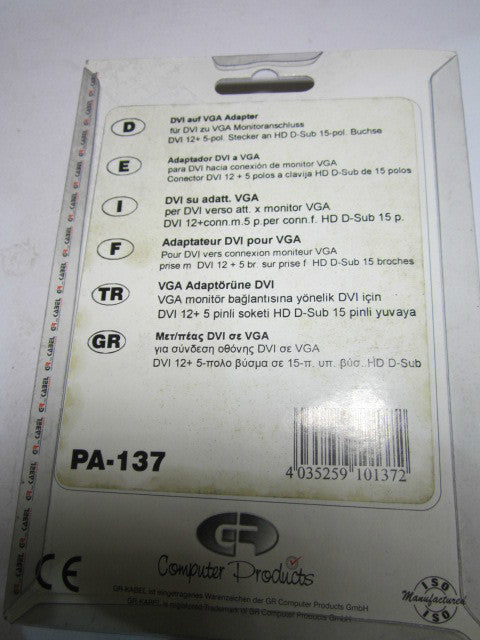 D
DVI auf VGA Adapter
für DVI zu VGA Monitoranschluss
DVI 12+ 5-pol. Stecker an HD D-Sub 15-pol. Buchse
E
Adaptador DVI a VGA
para DVI hacia conexión de monitor VGA
Conector DVI 12 + 5 polos a clavija HD D-Sub de 15 polos
I
DVI su adatt. VGA
per DVI verso att. x monitor VGA
DVI 12+conn.m.5 p.per conn.f. HD D-Sub 15 p.
F
Adaptateur DVI pour VGA
Pour DVI vers connexion moniteur VGA
prise m DVI 12 + 5 br. sur prise f HD D-Sub 15 broches
TR
VGA Adaptörüne DVI
VGA monitör bağlantısına yönelik DVI için
DVI 12+ 5 pinli soketi HD D-Sub 15 pinli yuvaya
GR
Μετ/πέας DVI σε VGA
για σύνδεση οθόνης DVI σε VGA
DVI 12+ 5-πολο βύσμα σε 15-π. υπ. βύσ. HD D-Sub
PA-137
4 035259 101372
GR
Computer Products
CE
GR-KABEL ist eingetragenes Warenzeichen der GR Computer Products GmbH
GR-KABEL is registered Trademark of GR Computer Products GmbH
ISO
Manufactured
ISO